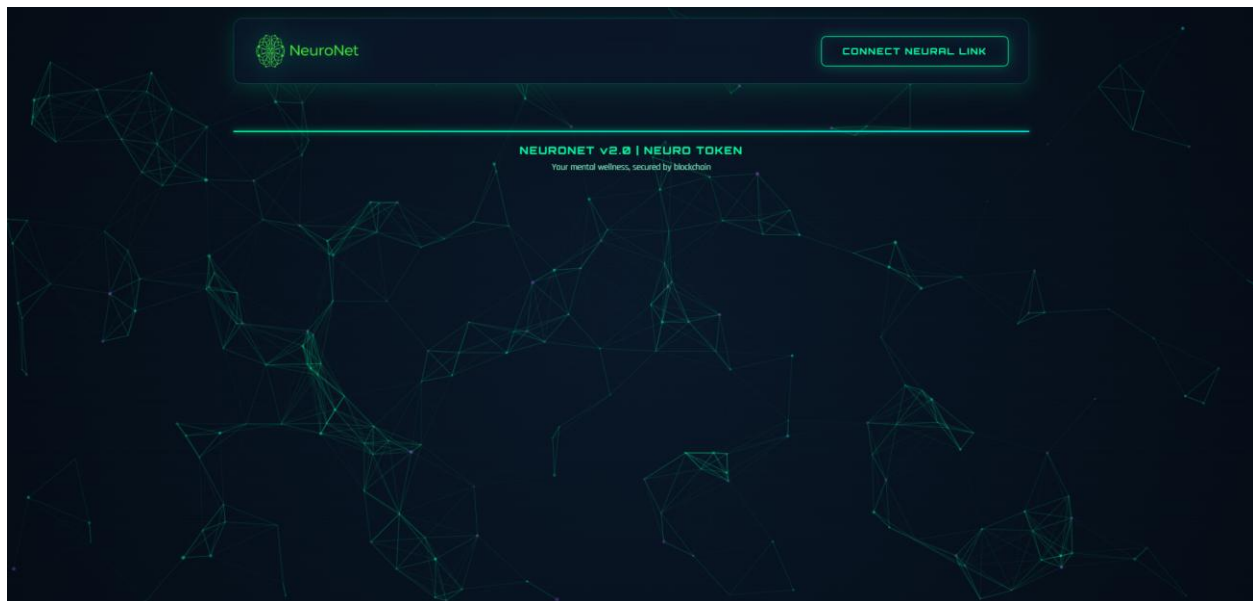 NeuroNet
CONNECT NEURAL LINK
NEURONET v2.0 | NEURO TOKEN
Your mental wellness, secured by blockchain